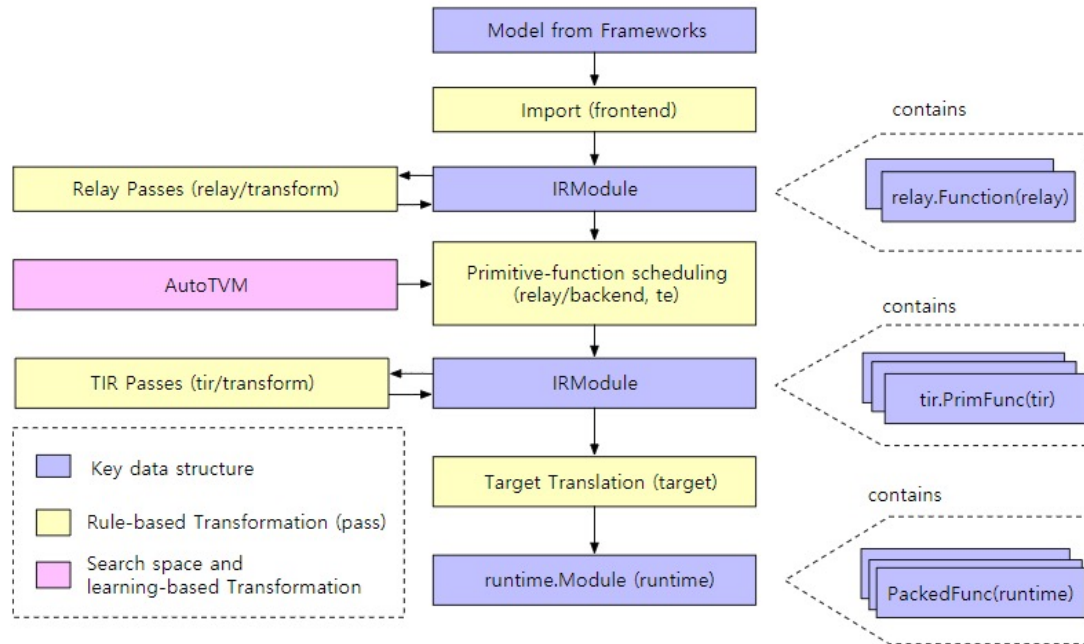 Model from Frameworks
Import (frontend)
contains
Relay Passes (relay/transform)
IRModule
relay.Function(relay)
AutoTVM
Primitive-function scheduling
(relay/backend, te)
contains
TIR Passes (tir/transform)
IRModule
tir.PrimFunc(tir)
Key data structure
Target Translation (target)
contains
Rule-based Transformation (pass)
Search space and
learning-based Transformation
runtime.Module (runtime)
PackedFunc(runtime)